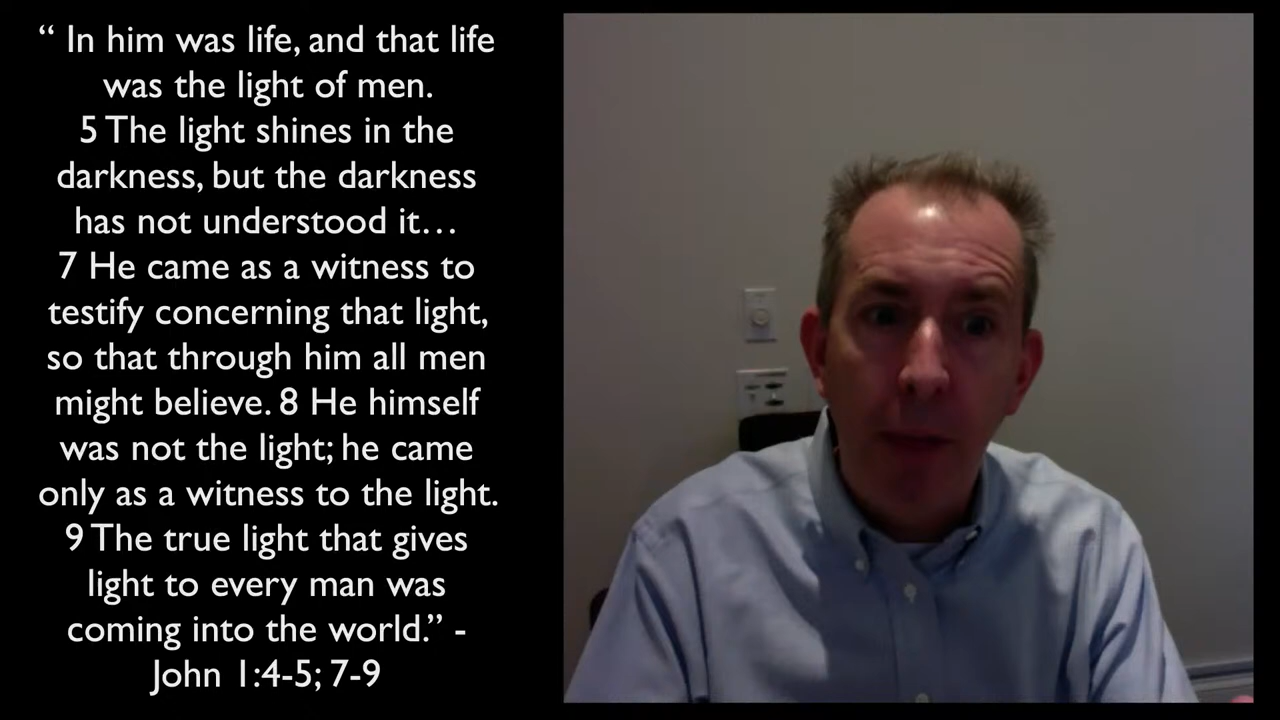 “ In him was life, and that life
was the light of men.
5 The light shines in the
darkness, but the darkness
has not understood it…
7 He came as a witness to
testify concerning that light,
so that through him all men
might believe. 8 He himself
was not the light; he came
only as a witness to the light.
9 The true light that gives
light to every man was
coming into the world.” -
John 1:4-5; 7-9